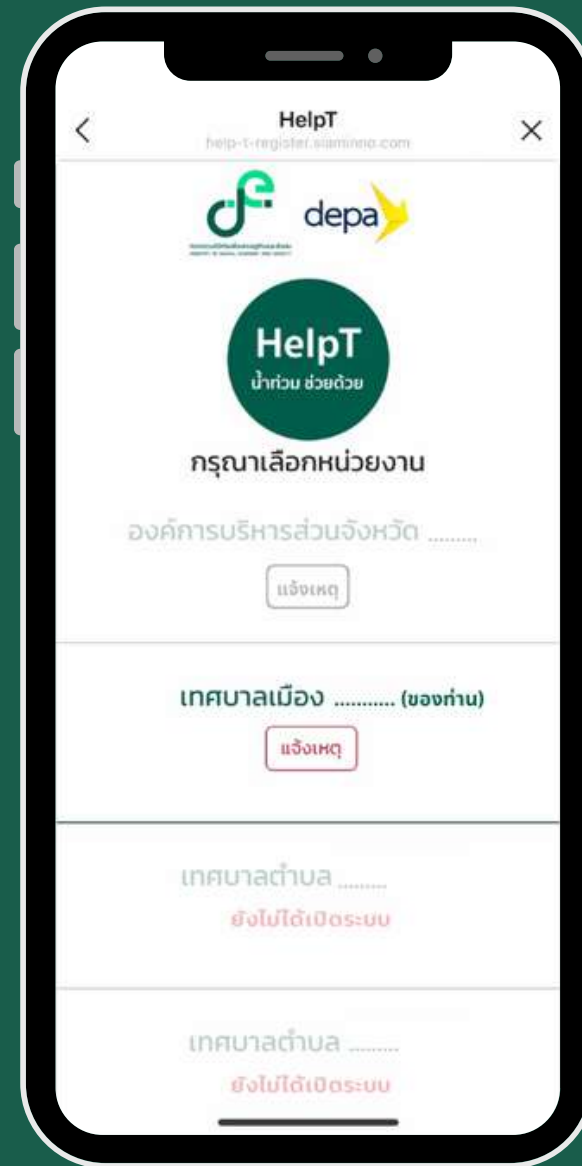 HelpT
help-t-register.siaminno.com
de
depa
HelpT
น้ำท่วม ช่วยด้วย
กรุณาเลือกหน่วยงาน
องค์การบริหารส่วนจังหวัด .........
แจ้งเหตุ
เทศบาลเมือง ........... (ของท่าน)
แจ้งเหตุ
เทศบาลตำบล .........
ยังไม่ได้เปิดระบบ
เทศบาลตำบล .........
ยังไม่ได้เปิดระบบ